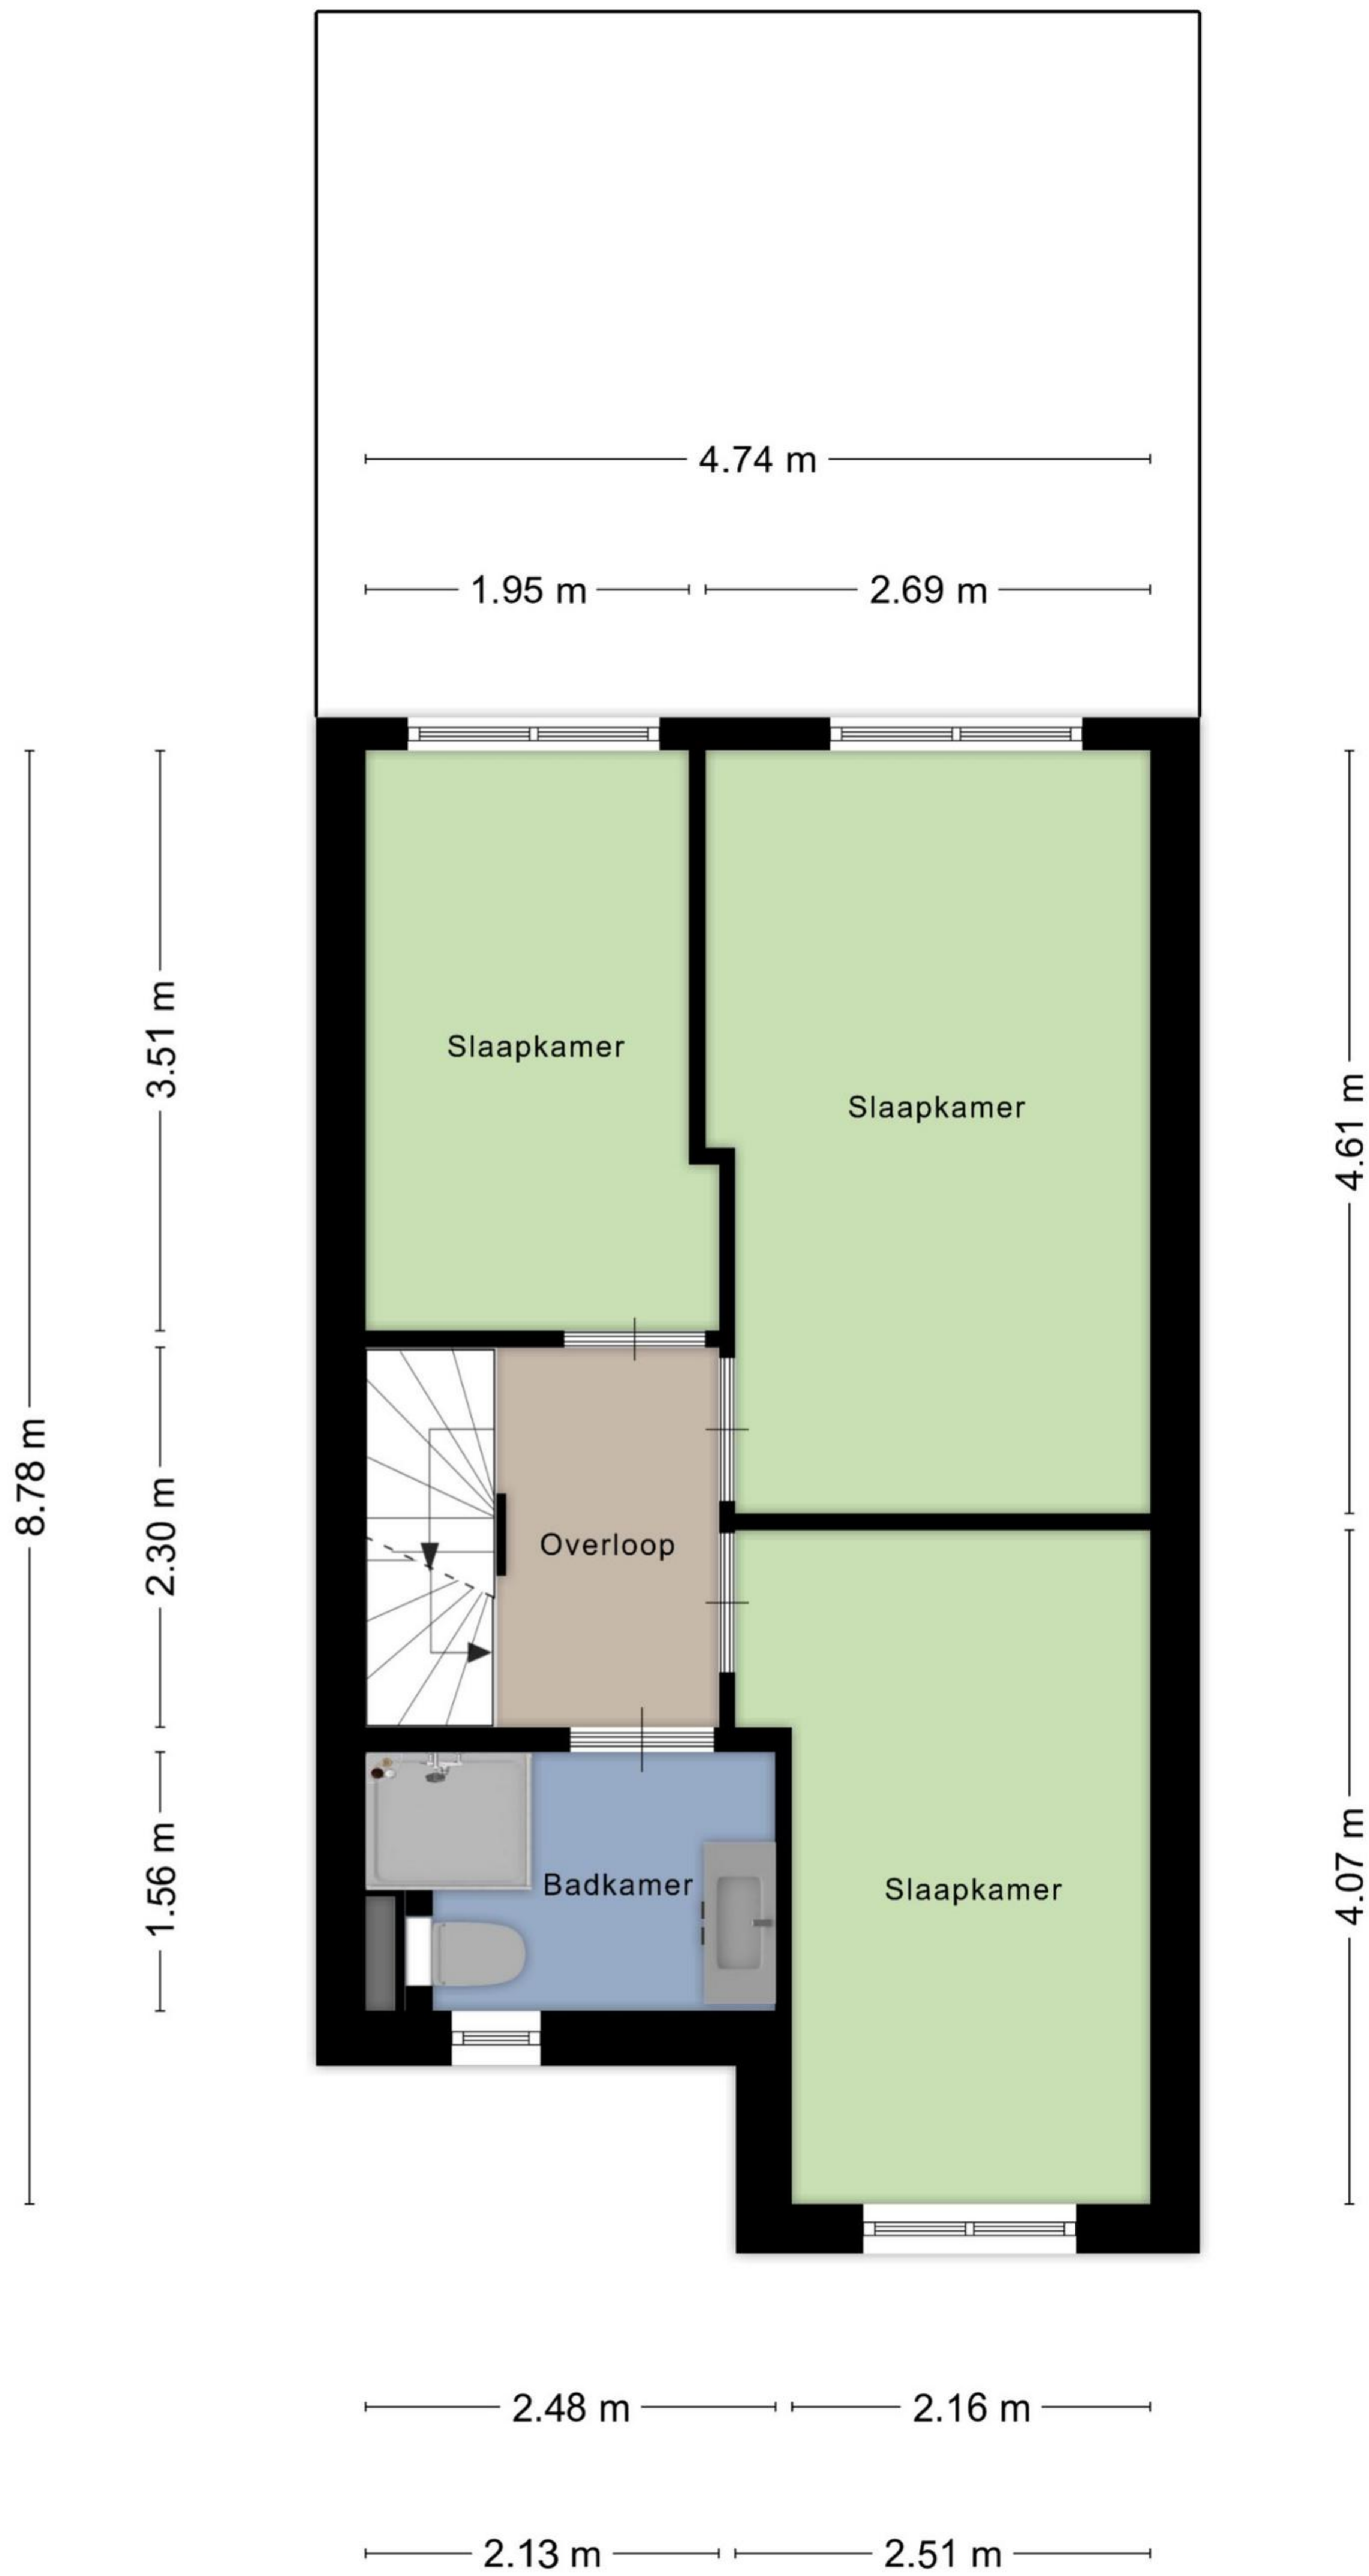 4.74 m
1.95 m
2.69 m
3.51 m
Slaapkamer
Slaapkamer
4.61 m
8.78 m
2.30 m
Overloop
1.56 m
Badkamer
Slaapkamer
4.07 m
2.48 m
2.16 m
2.13 m
2.51 m